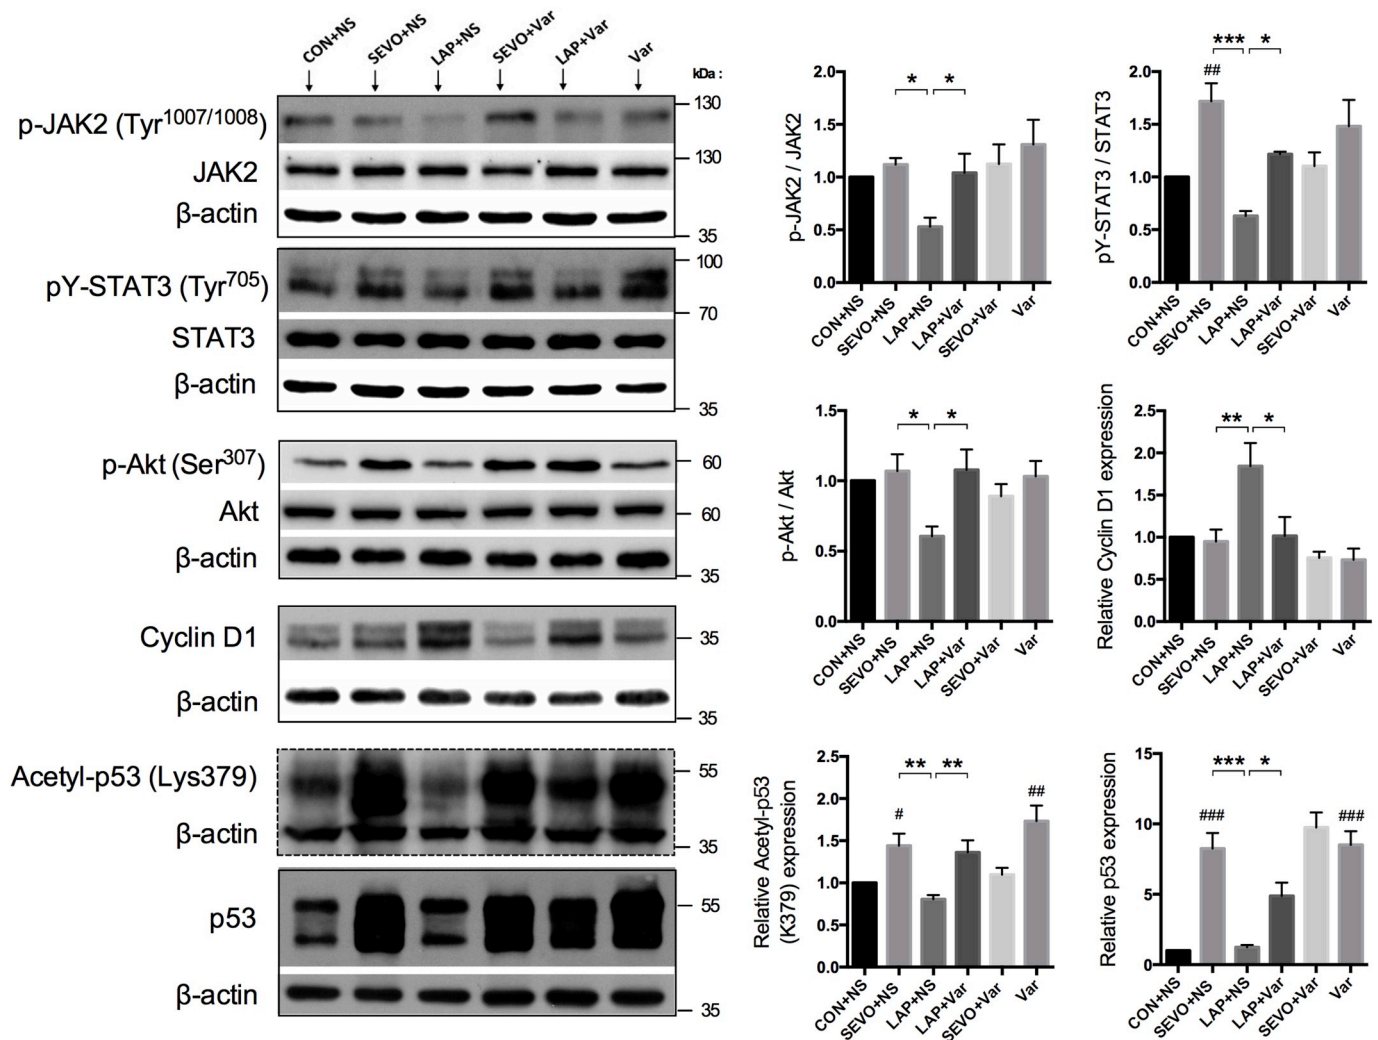 CON+NS
SEVO+NS
LAP+NS
SEVO+Var
LAP+Var
Var
kDa :
p-JAK2 (Tyr1007/1008)
130
JAK2
130
β-actin
35
pY-STAT3 (Tyr705)
100
70
STAT3
β-actin
35
p-Akt (Ser307)
60
Akt
60
β-actin
35
Cyclin D1
35
β-actin
35
Acetyl-p53 (Lys379)
55
β-actin
35
p53
55
β-actin
35
p-JAK2 / JAK2
2.0
1.5
1.0
0.5
0.0
* *
CON+NS
SEVO+NS
LAP+NS
LAP+Var
SEVO+Var
Var
pY-STAT3 / STAT3
2.0
1.5
1.0
0.5
0.0
*** *
##
CON+NS
SEVO+NS
LAP+NS
LAP+Var
SEVO+Var
Var
p-Akt / Akt
1.5
1.0
0.5
0.0
* *
CON+NS
SEVO+NS
LAP+NS
LAP+Var
SEVO+Var
Var
Relative Cyclin D1 expression
2.5
2.0
1.5
1.0
0.5
0.0
** *
CON+NS
SEVO+NS
LAP+NS
LAP+Var
SEVO+Var
Var
Relative Acetyl-p53
(K379) expression
2.5
2.0
1.5
1.0
0.5
0.0
** **
# ##
CON+NS
SEVO+NS
LAP+NS
LAP+Var
SEVO+Var
Var
Relative p53 expression
15
10
5
0
*** *
### ###
CON+NS
SEVO+NS
LAP+NS
LAP+Var
SEVO+Var
Var